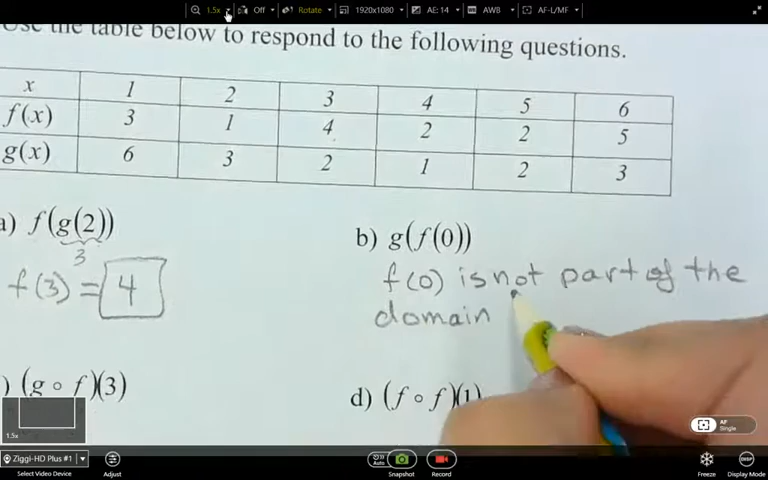 1.5x Off Rotate 1920x1080 AE: 14 AWB AF-L/MF
Use the table below to respond to the following questions.
x 1 2 3 4 5 6
f(x) 3 1 4 2 2 5
g(x) 6 3 2 1 2 3
a) f(g(2))
3
f(3) = 4
b) g(f(0))
f(0) is not part of the
domain
) (g ∘ f)(3)
d) (f ∘ f)(1)
1.5x
AF
Single
Ziggi-HD Plus #1
Select Video Device
Adjust
Auto
Snapshot
Record
Freeze
DISP
Display Mode